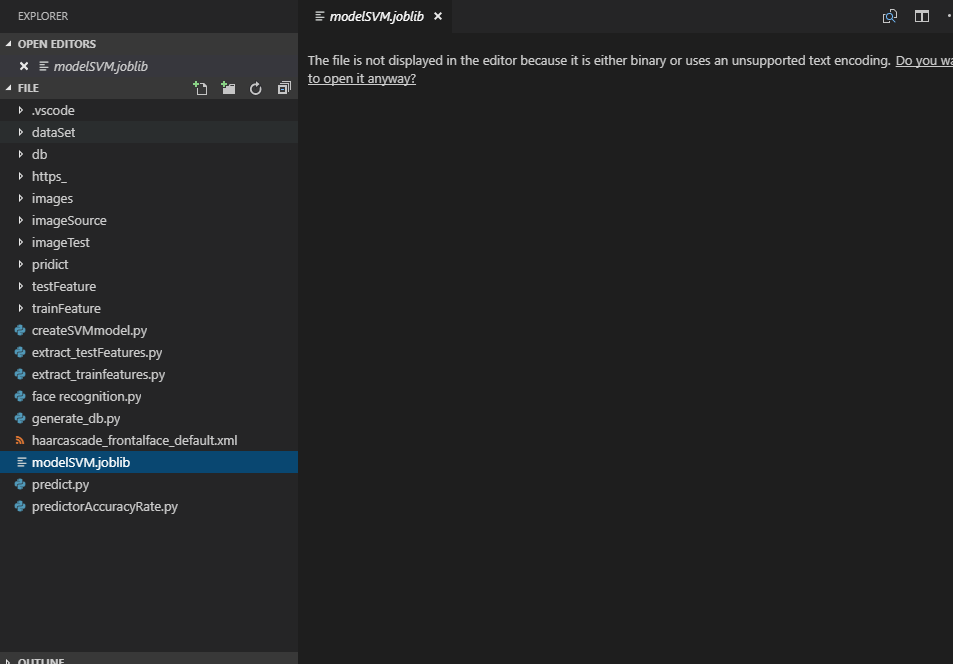 EXPLORER
OPEN EDITORS
modelSVM.joblib
FILE
.vscode
dataSet
db
https_
images
imageSource
imageTest
pridict
testFeature
trainFeature
createSVMmodel.py
extract_testFeatures.py
extract_trainfeatures.py
face recognition.py
generate_db.py
haarcascade_frontalface_default.xml
modelSVM.joblib
predict.py
predictorAccuracyRate.py
OUTLINE
modelSVM.joblib
The file is not displayed in the editor because it is either binary or uses an unsupported text encoding. Do you
to open it anyway?